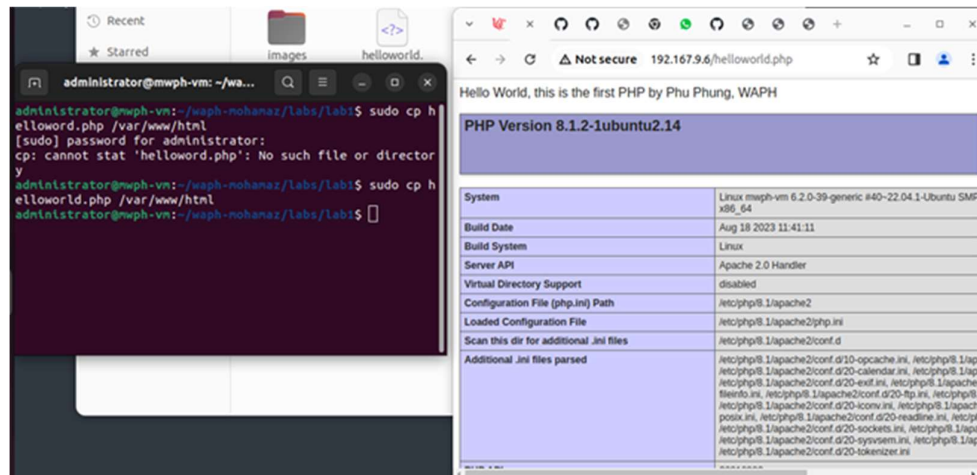 Recent
Starred
images
helloworld.
administrator@mwph-vm: ~/wa...
administrator@mwph-vm:~/waph-mohamaz/labs/lab1$ sudo cp h
elloword.php /var/www/html
[sudo] password for administrator:
cp: cannot stat 'helloword.php': No such file or director
y
administrator@mwph-vm:~/waph-mohamaz/labs/lab1$ sudo cp h
elloworld.php /var/www/html
administrator@mwph-vm:~/waph-mohamaz/labs/lab1$
Not secure 192.167.9.6/helloworld.php
Hello World, this is the first PHP by Phu Phung, WAPH
PHP Version 8.1.2-1ubuntu2.14
System Linux mwph-vm 6.2.0-39-generic #40~22.04.1-Ubuntu SMP
x86_64
Build Date Aug 18 2023 11:41:11
Build System Linux
Server API Apache 2.0 Handler
Virtual Directory Support disabled
Configuration File (php.ini) Path /etc/php/8.1/apache2
Loaded Configuration File /etc/php/8.1/apache2/php.ini
Scan this dir for additional .ini files /etc/php/8.1/apache2/conf.d
Additional .ini files parsed /etc/php/8.1/apache2/conf.d/10-opcache.ini, /etc/php/8.1/ap
/etc/php/8.1/apache2/conf.d/20-calendar.ini, /etc/php/8.1/ap
/etc/php/8.1/apache2/conf.d/20-exif.ini, /etc/php/8.1/apache
fileinfo.ini, /etc/php/8.1/apache2/conf.d/20-ftp.ini, /etc/php/8
/etc/php/8.1/apache2/conf.d/20-iconv.ini, /etc/php/8.1/apach
posix.ini, /etc/php/8.1/apache2/conf.d/20-readline.ini, /etc/ph
/etc/php/8.1/apache2/conf.d/20-sockets.ini, /etc/php/8.1/apa
/etc/php/8.1/apache2/conf.d/20-sysvsem.ini, /etc/php/8.1/ap
/etc/php/8.1/apache2/conf.d/20-tokenizer.ini